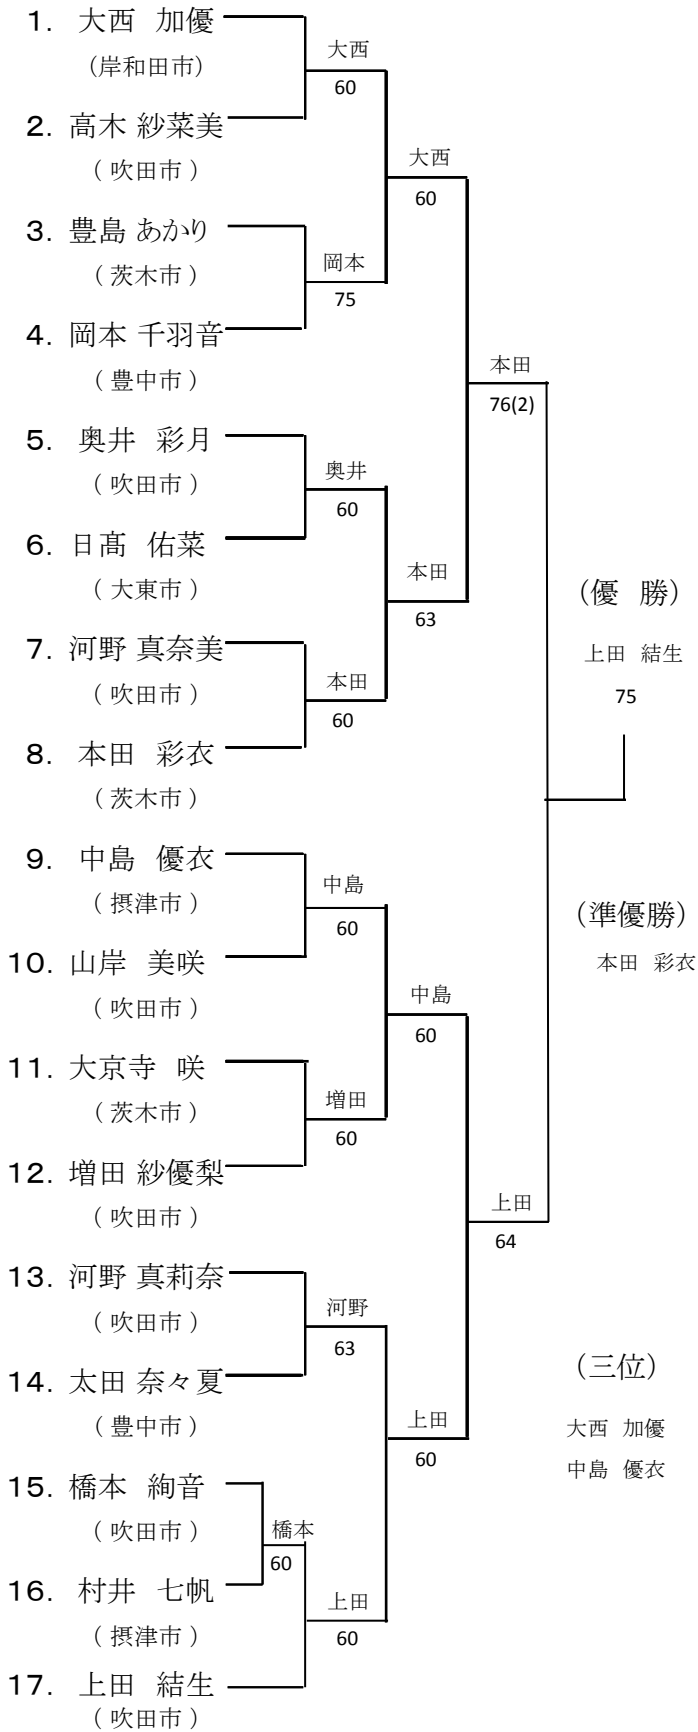 1. 大西 加優
(岸和田市)
大西
60
2. 高木 紗菜美
（吹田市）
大西
60
3. 豊島 あかり
（茨木市）
岡本
75
4. 岡本 千羽音
（豊中市）
本田
76(2)
5. 奥井 彩月
（吹田市）
奥井
60
6. 日髙 佑菜
（大東市）
本田
63
7. 河野 真奈美
（吹田市）
本田
60
8. 本田 彩衣
（茨木市）
（優 勝）
上田 結生
75
9. 中島 優衣
（摂津市）
中島
60
10. 山岸 美咲
（吹田市）
中島
60
（準優勝）
本田 彩衣
11. 大京寺 咲
（茨木市）
増田
60
12. 増田 紗優梨
（吹田市）
上田
64
13. 河野 真莉奈
（吹田市）
河野
63
14. 太田 奈々夏
（豊中市）
上田
60
（三位）
大西 加優
中島 優衣
15. 橋本 絢音
（吹田市）
橋本
60
16. 村井 七帆
（摂津市）
上田
60
17. 上田 結生
（吹田市）